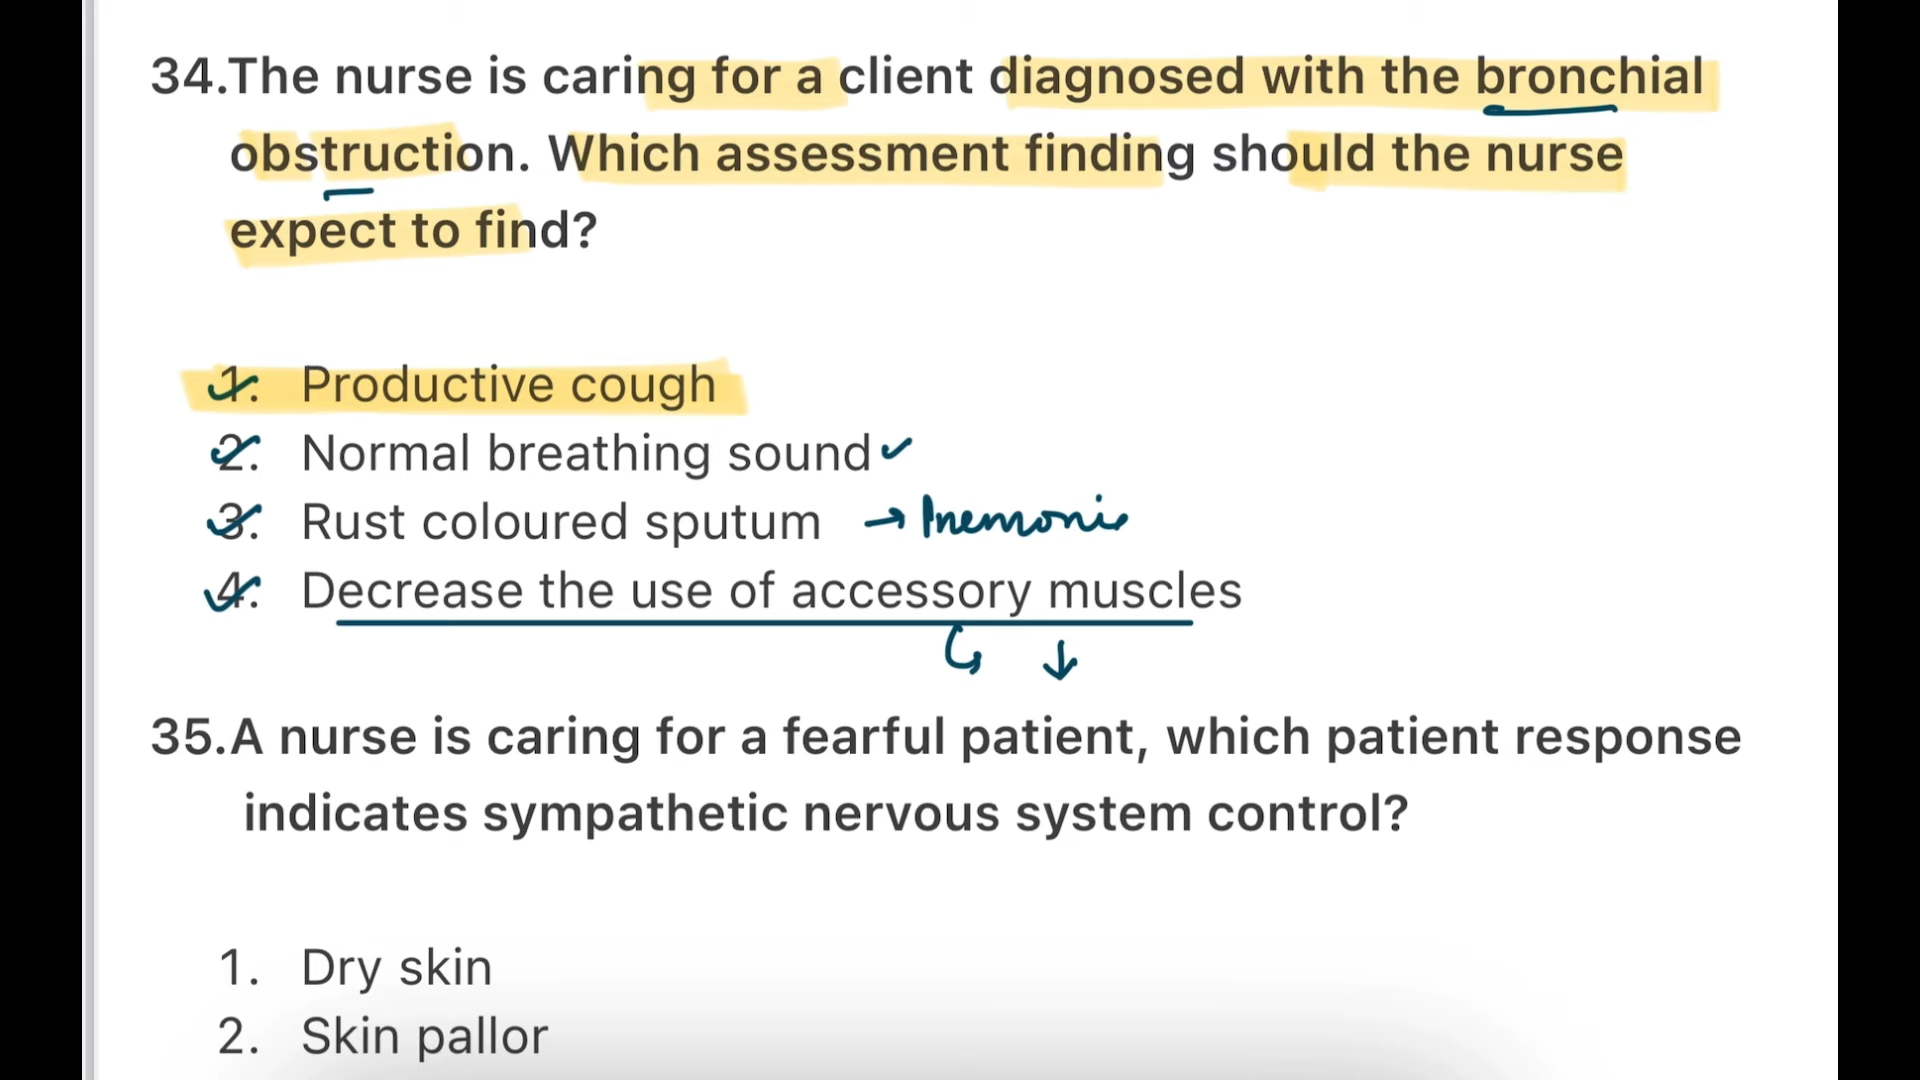 34.The nurse is caring for a client diagnosed with the bronchial
obstruction. Which assessment finding should the nurse
expect to find?
1. Productive cough
2. Normal breathing sound
3. Rust coloured sputum → Pnemonia
4. Decrease the use of accessory muscles
35.A nurse is caring for a fearful patient, which patient response
indicates sympathetic nervous system control?
1. Dry skin
2. Skin pallor